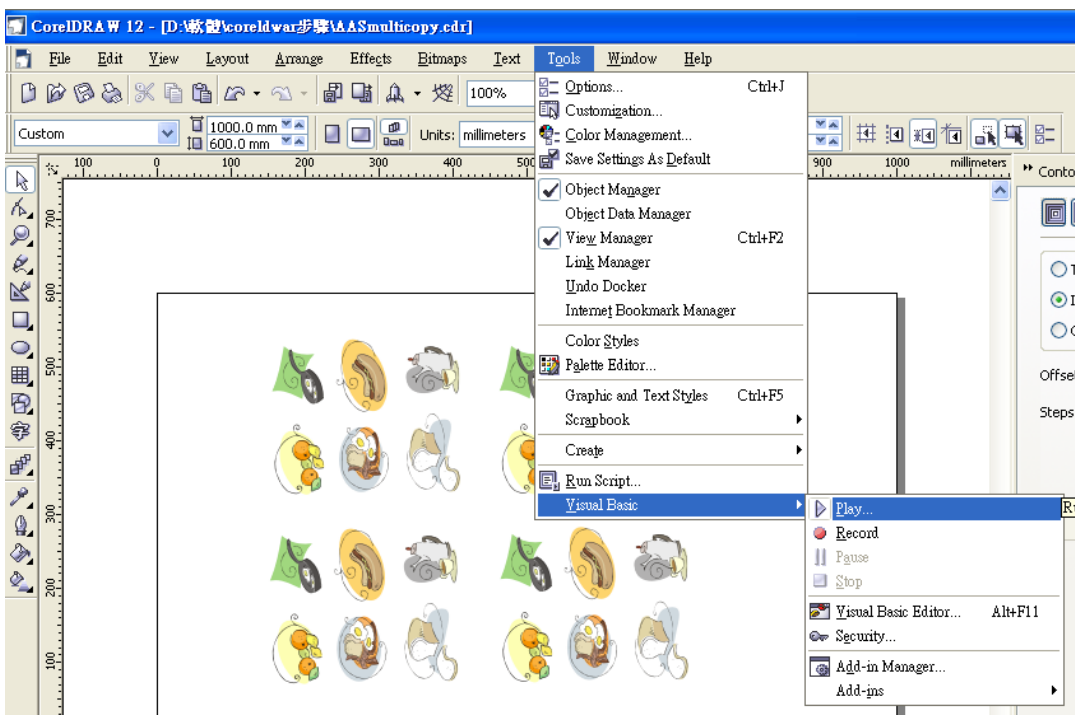 CorelDRAW 12 - [D:\軟體\coreldwar步驟\AASmulticopy.cdr]
File Edit View Layout Arrange Effects Bitmaps Text Tools Window Help
100%
Custom
1000.0 mm
600.0 mm
Units: millimeters
100 0 100 200 300 400 500 900 1000 millimeters
700
600
500
400
300
200
100
字
Options... Ctrl+J
Customization...
Color Management...
Save Settings As Default
Object Manager
Object Data Manager
View Manager Ctrl+F2
Link Manager
Undo Docker
Internet Bookmark Manager
Color Styles
Palette Editor...
Graphic and Text Styles Ctrl+F5
Scrapbook
Create
Run Script...
Visual Basic
Play...
Record
Pause
Stop
Visual Basic Editor... Alt+F11
Security...
Add-in Manager...
Add-ins
Conto
Offset
Steps